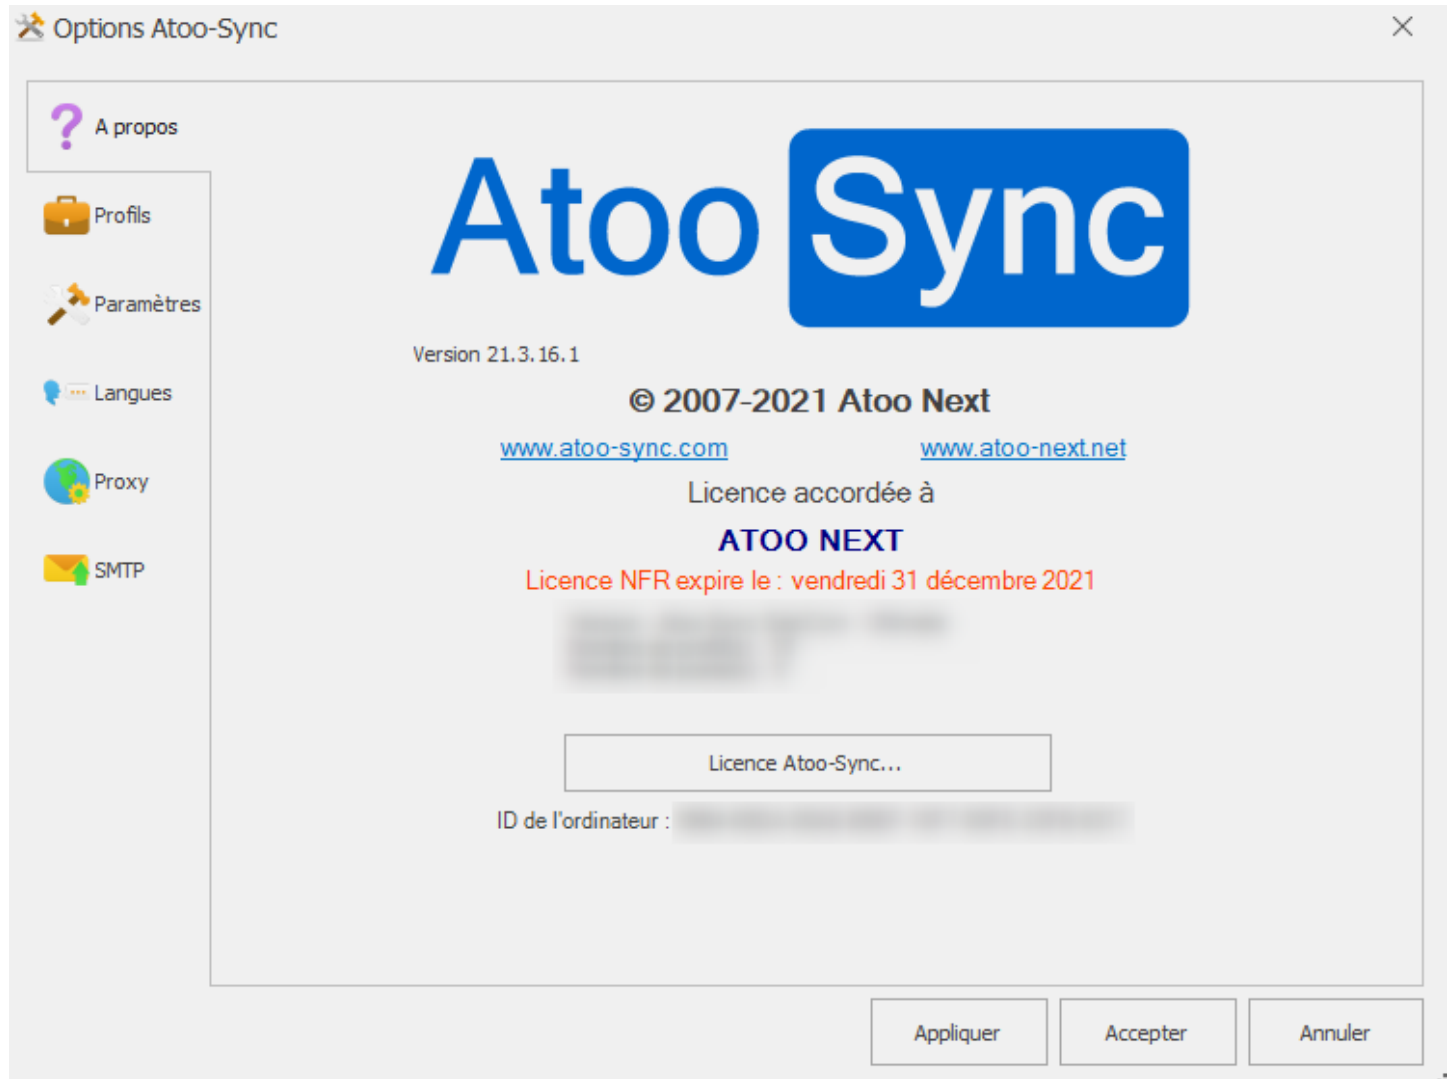 Options Atoo-Sync
A propos
Profils
Paramètres
Langues
Proxy
SMTP
Atoo Sync
Version 21.3.16.1
© 2007-2021 Atoo Next
www.atoo-sync.com www.atoo-next.net
Licence accordée à
ATOO NEXT
Licence NFR expire le : vendredi 31 décembre 2021
Licence Atoo-Sync...
ID de l'ordinateur :
Appliquer Accepter Annuler